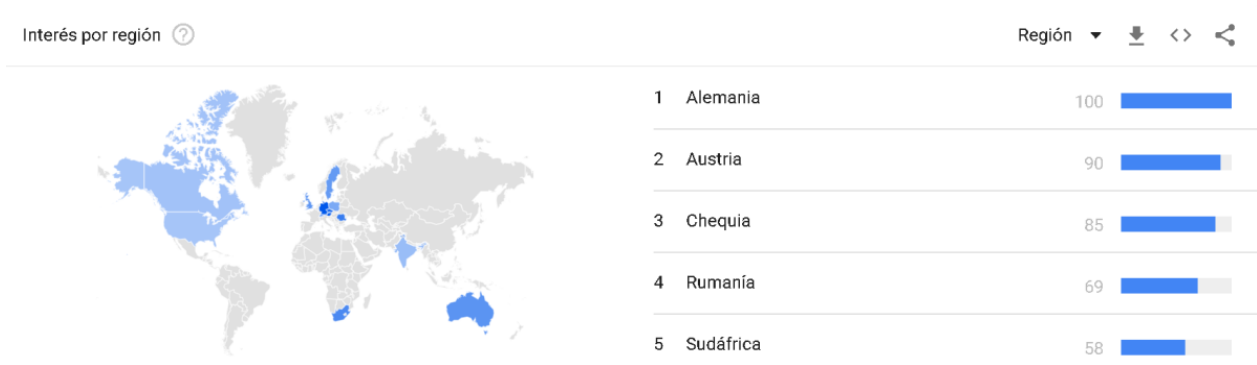 Interés por región ?
Región
1 Alemania 100
2 Austria 90
3 Chequia 85
4 Rumanía 69
5 Sudáfrica 58